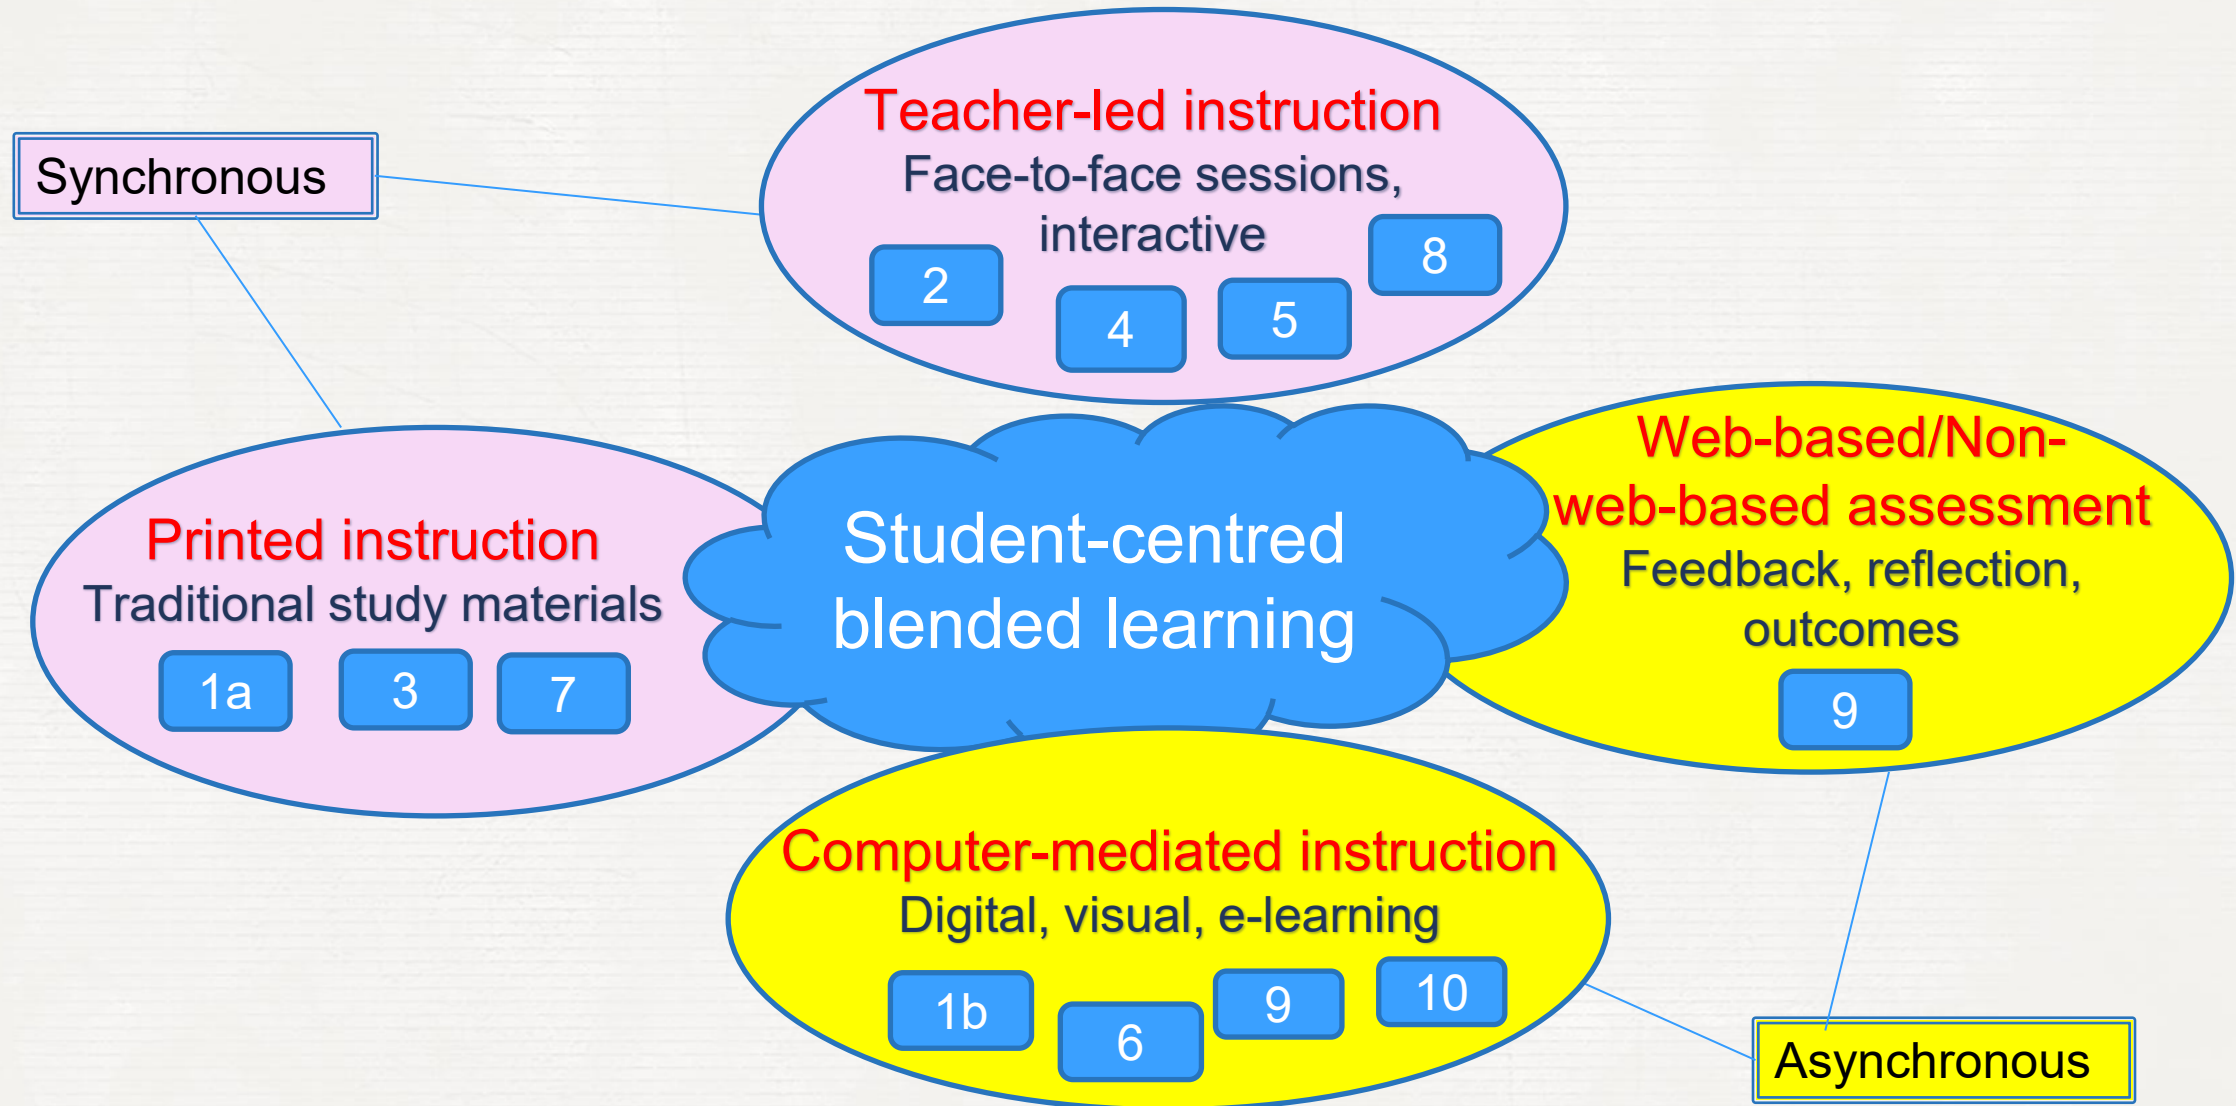 Teacher-led instruction
Face-to-face sessions,
interactive
2
4
5
8
Synchronous
Printed instruction
Traditional study materials
1a
3
7
Student-centred
blended learning
Web-based/Non-
web-based assessment
Feedback, reflection,
outcomes
9
Computer-mediated instruction
Digital, visual, e-learning
1b
6
9
10
Asynchronous